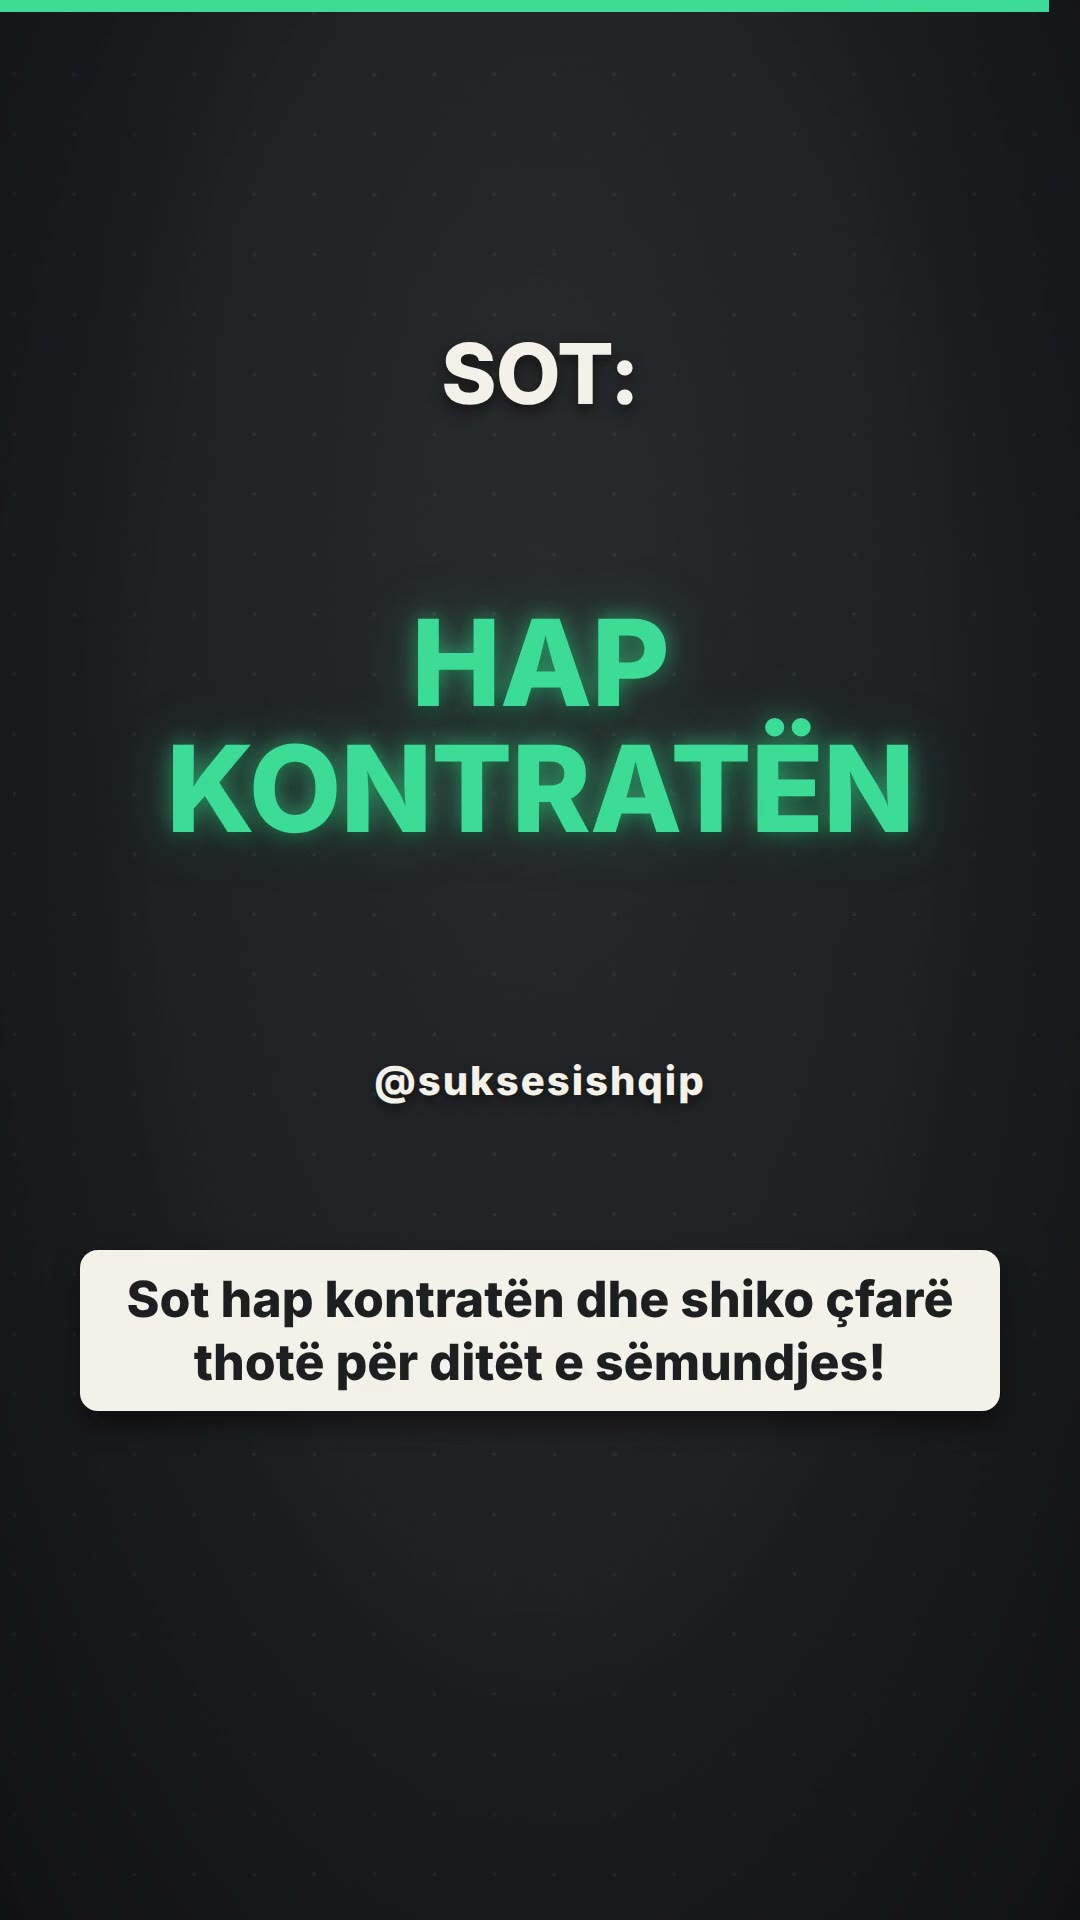 SOT:
HAP
KONTRATËN
@suksesishqip
Sot hap kontratën dhe shiko çfarë
thotë për ditët e sëmundjes!